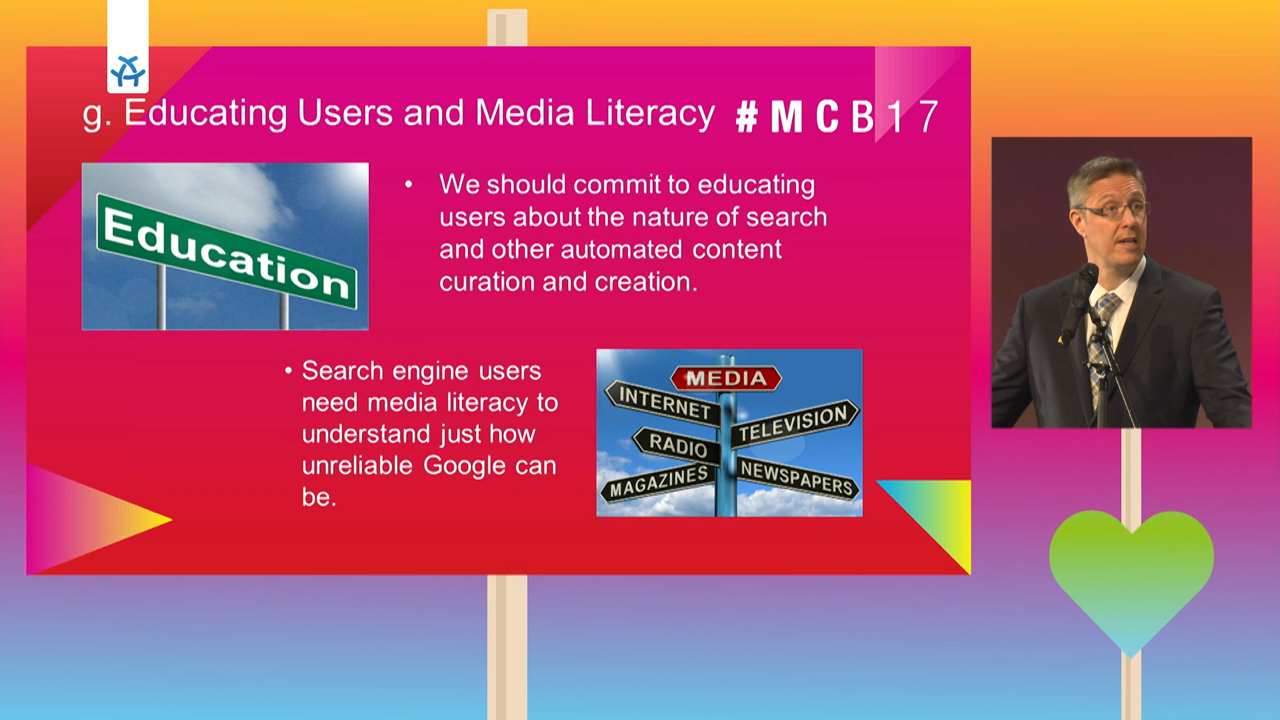 g. Educating Users and Media Literacy #MCB17
Education
• We should commit to educating
users about the nature of search
and other automated content
curation and creation.
• Search engine users
need media literacy to
understand just how
unreliable Google can
be.
MEDIA
INTERNET
TELEVISION
RADIO
MAGAZINES
NEWSPAPERS